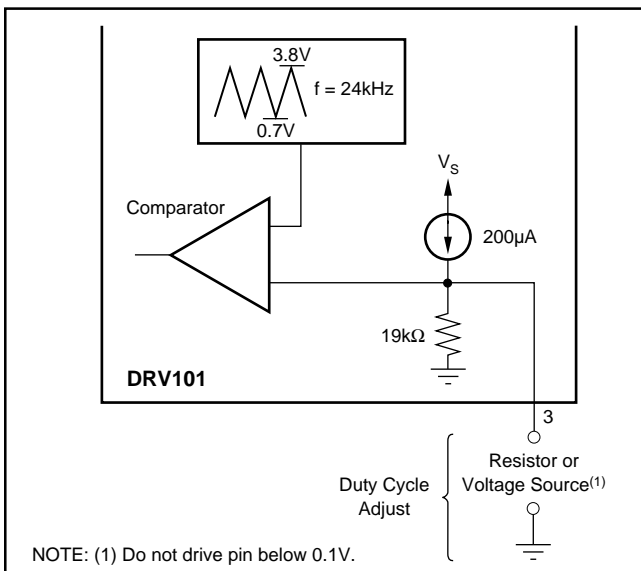 3.8V
f = 24kHz
0.7V
V_S
Comparator
200µA
19kΩ
DRV101
3
Duty Cycle
Adjust
Resistor or
Voltage Source(1)
NOTE: (1) Do not drive pin below 0.1V.